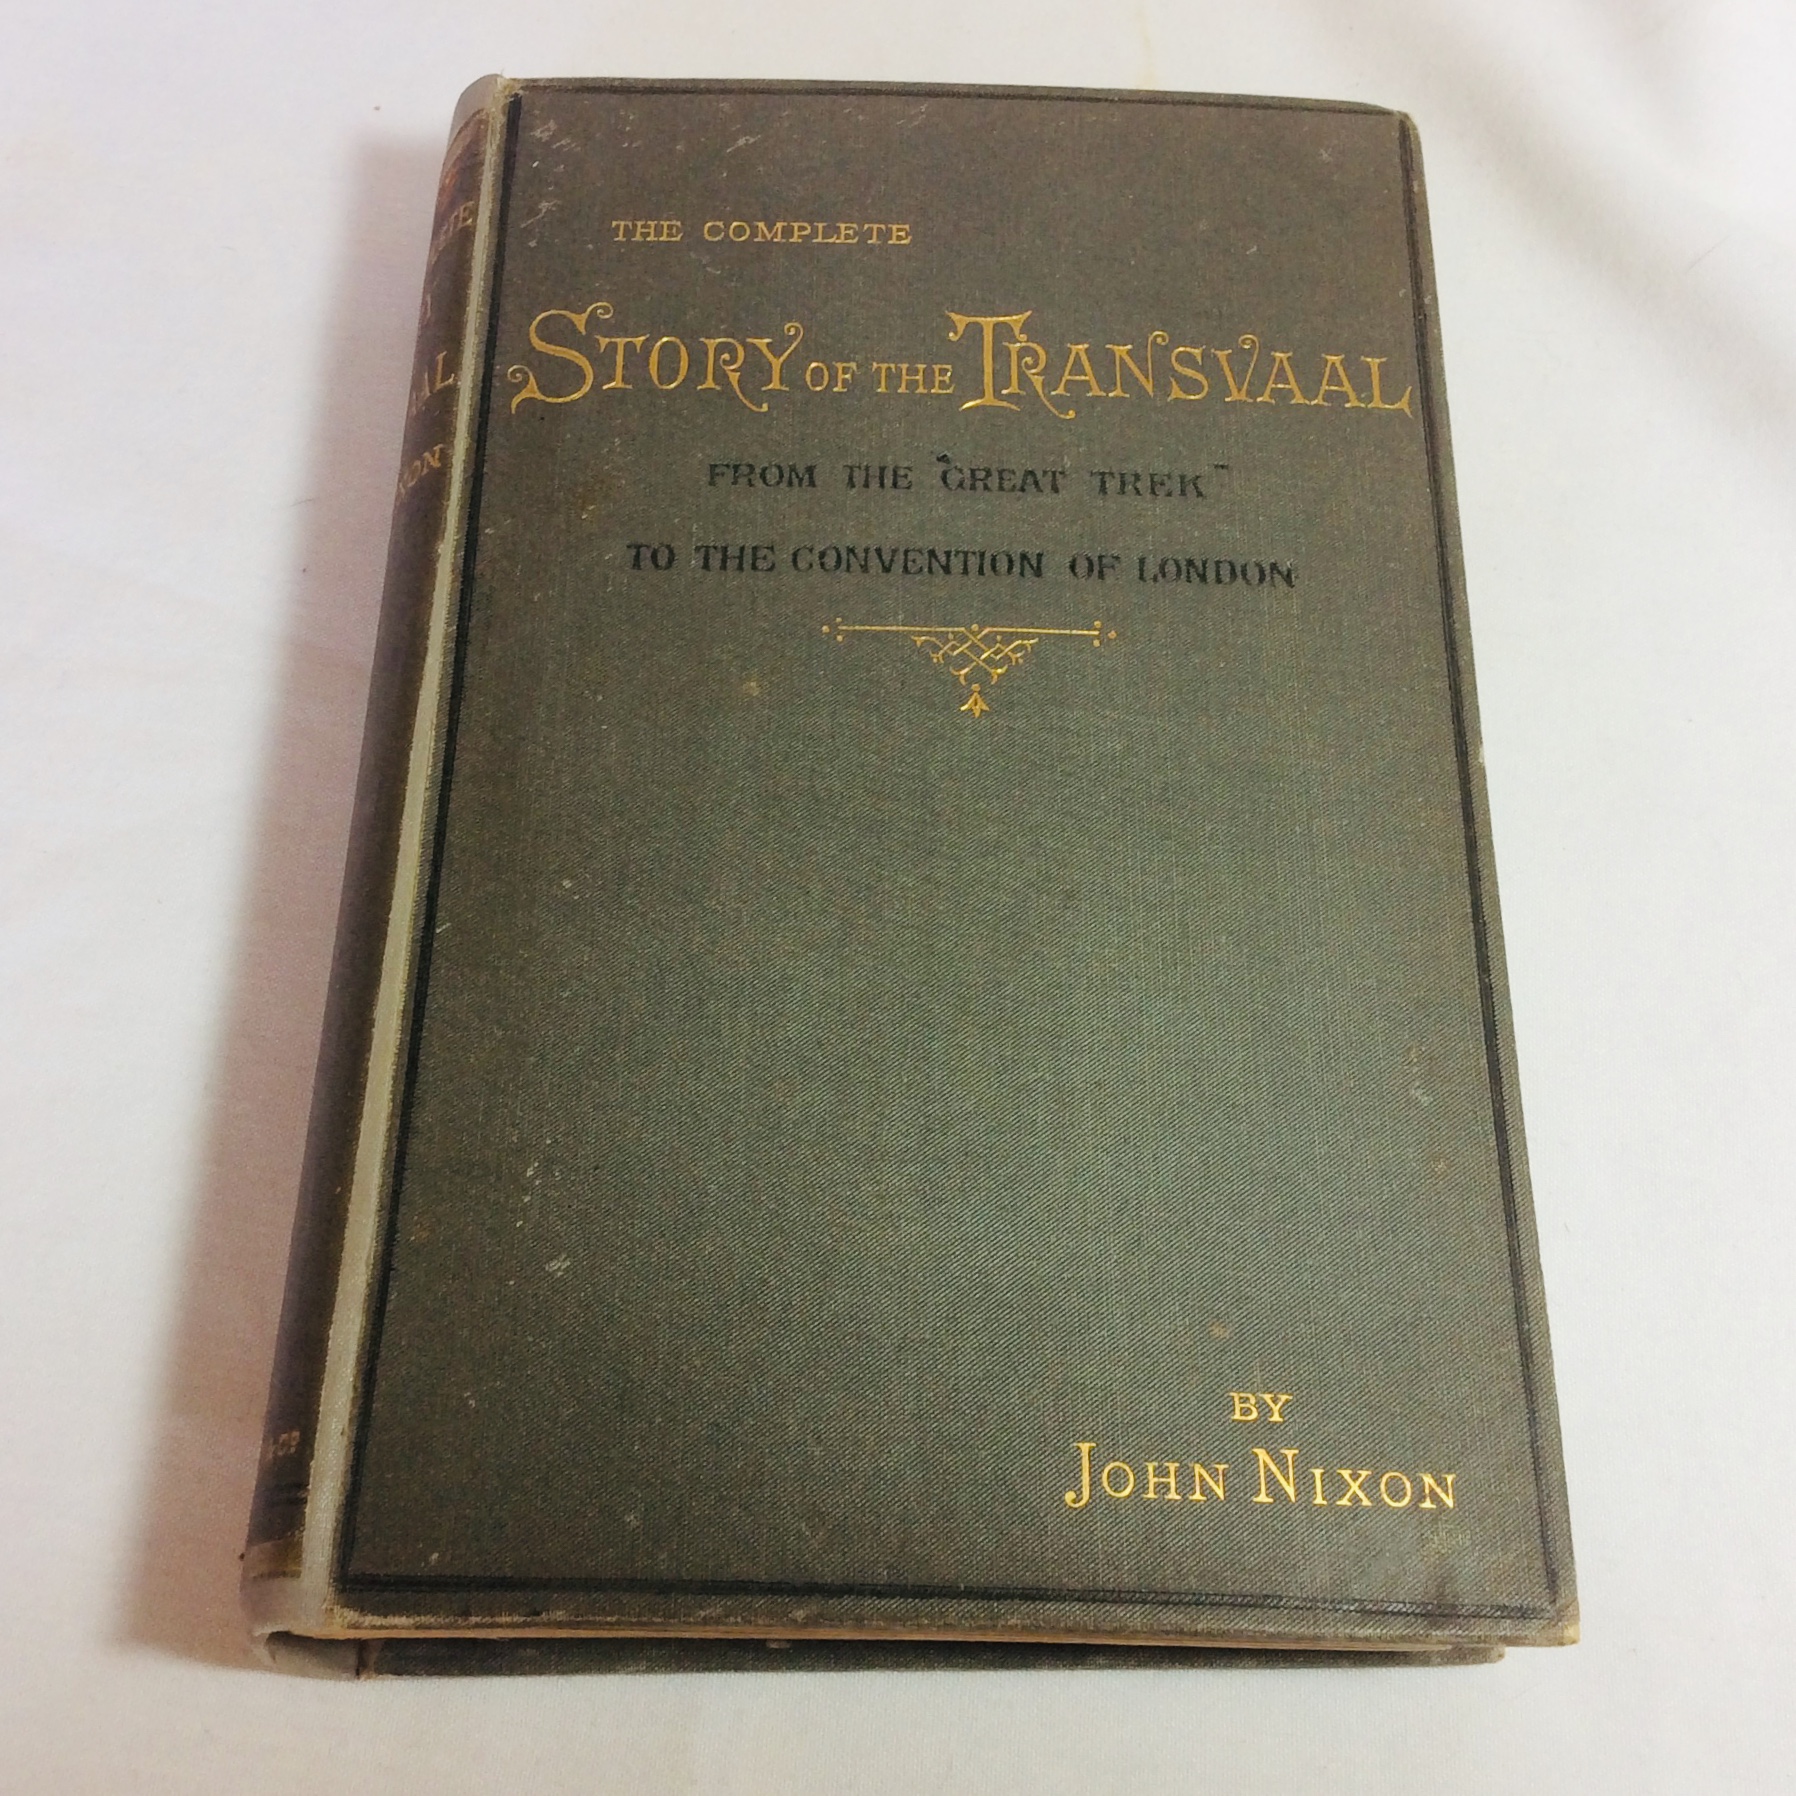 THE COMPLETE
STORY OF THE TRANSVAAL
FROM THE "GREAT TREK"
TO THE CONVENTION OF LONDON
BY
JOHN NIXON